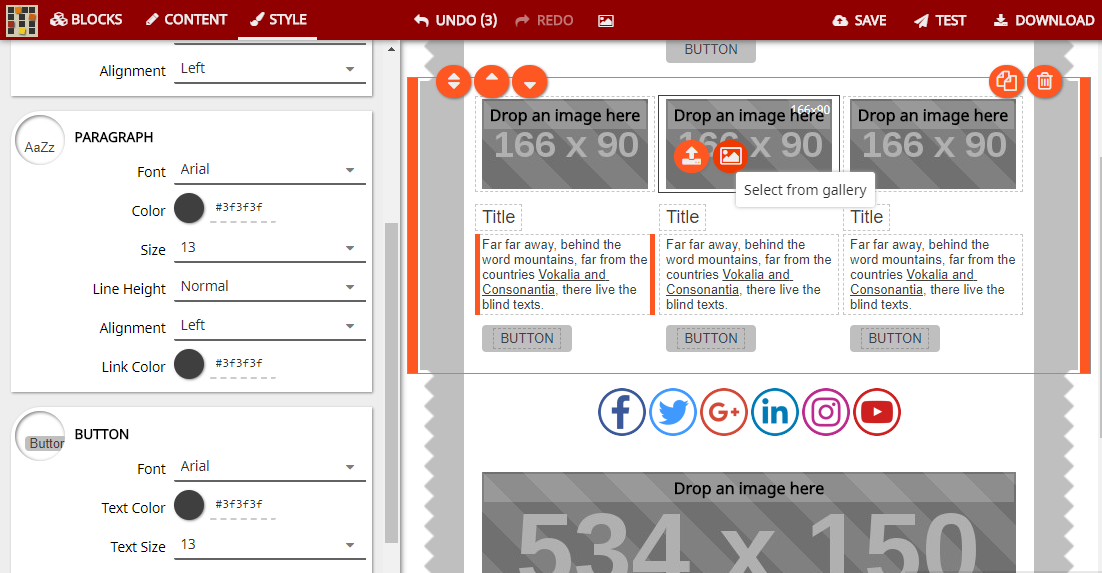 BLOCKS
CONTENT
STYLE
UNDO (3)
REDO
SAVE
TEST
DOWNLOAD
Alignment
Left
AaZz
PARAGRAPH
Font
Arial
Color
#3f3f3f
Size
13
Line Height
Normal
Alignment
Left
Link Color
#3f3f3f
Button
BUTTON
Font
Arial
Text Color
#3f3f3f
Text Size
13
BUTTON
Drop an image here
166 x 90
Drop an image here
166x90
166 x 90
Drop an image here
166 x 90
Select from gallery
Title
Far far away, behind the
word mountains, far from the
countries Vokalia and
Consonantia, there live the
blind texts.
BUTTON
Title
Far far away, behind the
word mountains, far from the
countries Vokalia and
Consonantia, there live the
blind texts.
BUTTON
Title
Far far away, behind the
word mountains, far from the
countries Vokalia and
Consonantia, there live the
blind texts.
BUTTON
f
G+
in
Drop an image here
534 x 150